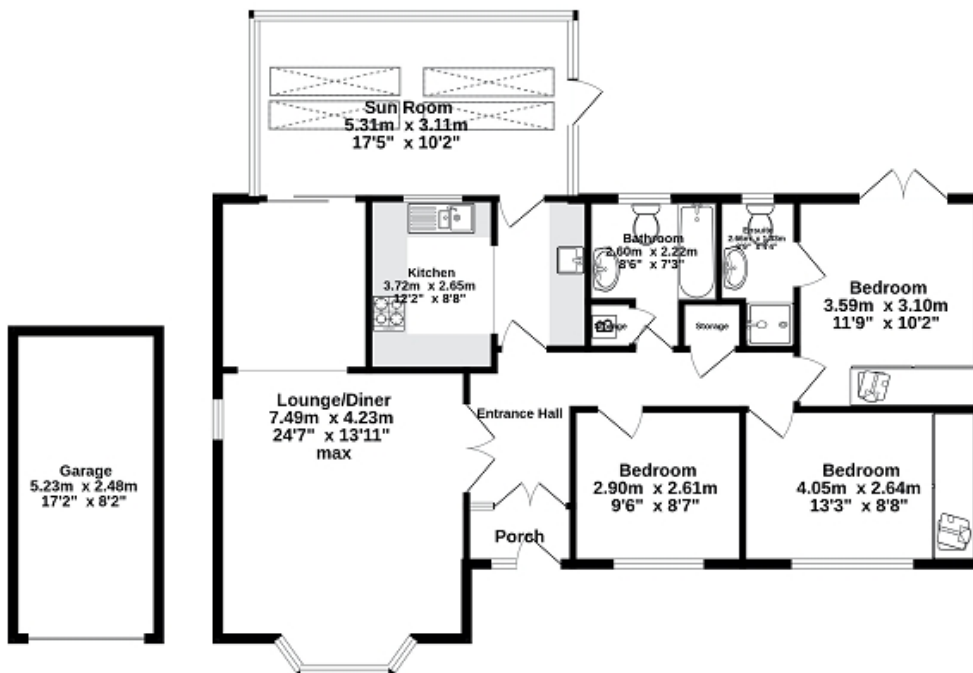 Sun Room
5.31m x 3.11m
17'5" x 10'2"
Kitchen
3.72m x 2.65m
12'2" x 8'8"
Bathroom
2.60m x 2.22m
8'6" x 7'3"
Ensuite
Bedroom
3.59m x 3.10m
11'9" x 10'2"
Storage
Lounge/Diner
7.49m x 4.23m
24'7" x 13'11"
max
Entrance Hall
Garage
5.23m x 2.48m
17'2" x 8'2"
Bedroom
2.90m x 2.61m
9'6" x 8'7"
Bedroom
4.05m x 2.64m
13'3" x 8'8"
Porch